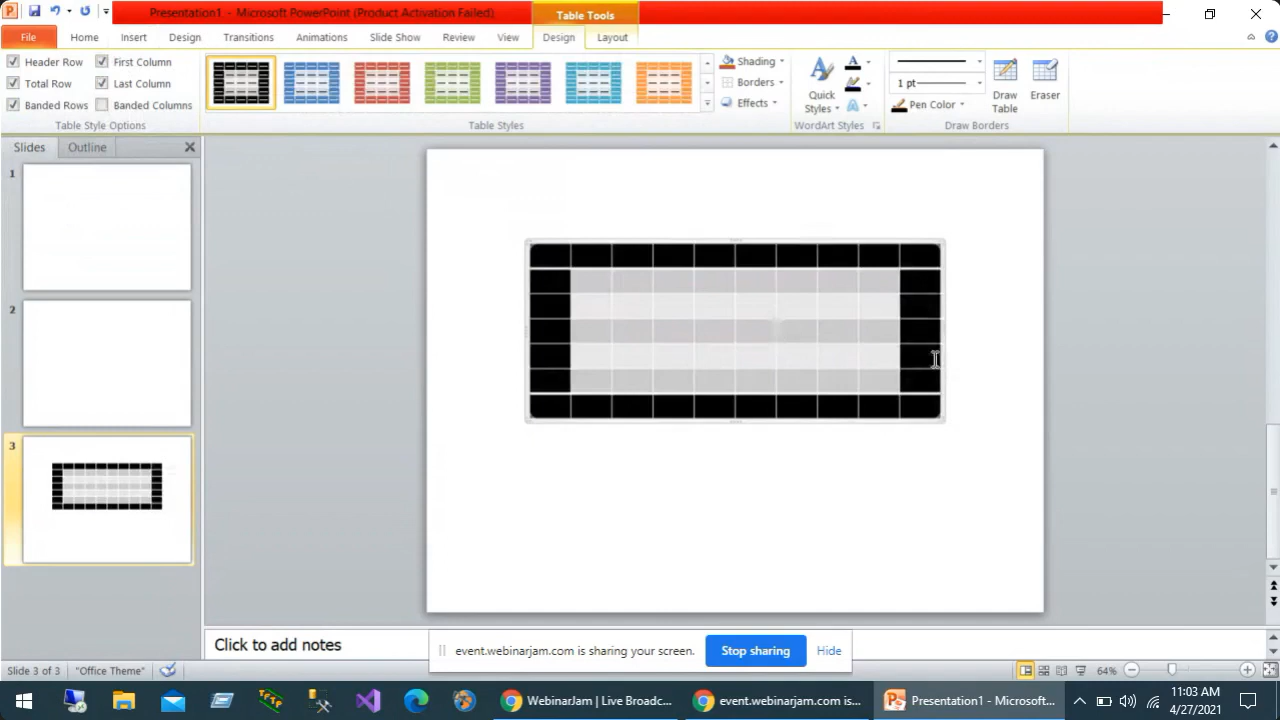 Presentation1 - Microsoft PowerPoint (Product Activation Failed)
Table Tools
File Home Insert Design Transitions Animations Slide Show Review View Design Layout
Header Row First Column
Total Row Last Column
Banded Rows Banded Columns
Table Style Options
Table Styles
Shading
Borders
Effects
Quick Styles
WordArt Styles
1 pt
Pen Color
Draw Table
Eraser
Draw Borders
Slides Outline
1
2
3
Click to add notes
event.webinarjam.com is sharing your screen. Stop sharing Hide
Slide 3 of 3 "Office Theme" 64%
WebinarJam | Live Broadc... event.webinarjam.com is... Presentation1 - Microsoft...
11:03 AM
4/27/2021